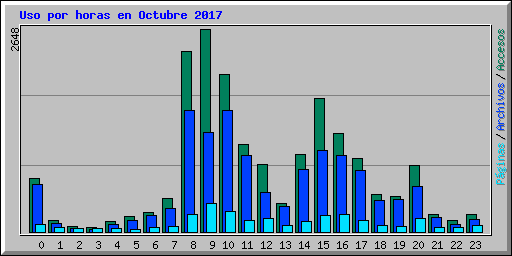 Uso por horas en Octubre 2017
2648
Páginas / Archivos / Accesos
0 1 2 3 4 5 6 7 8 9 10 11 12 13 14 15 16 17 18 19 20 21 22 23